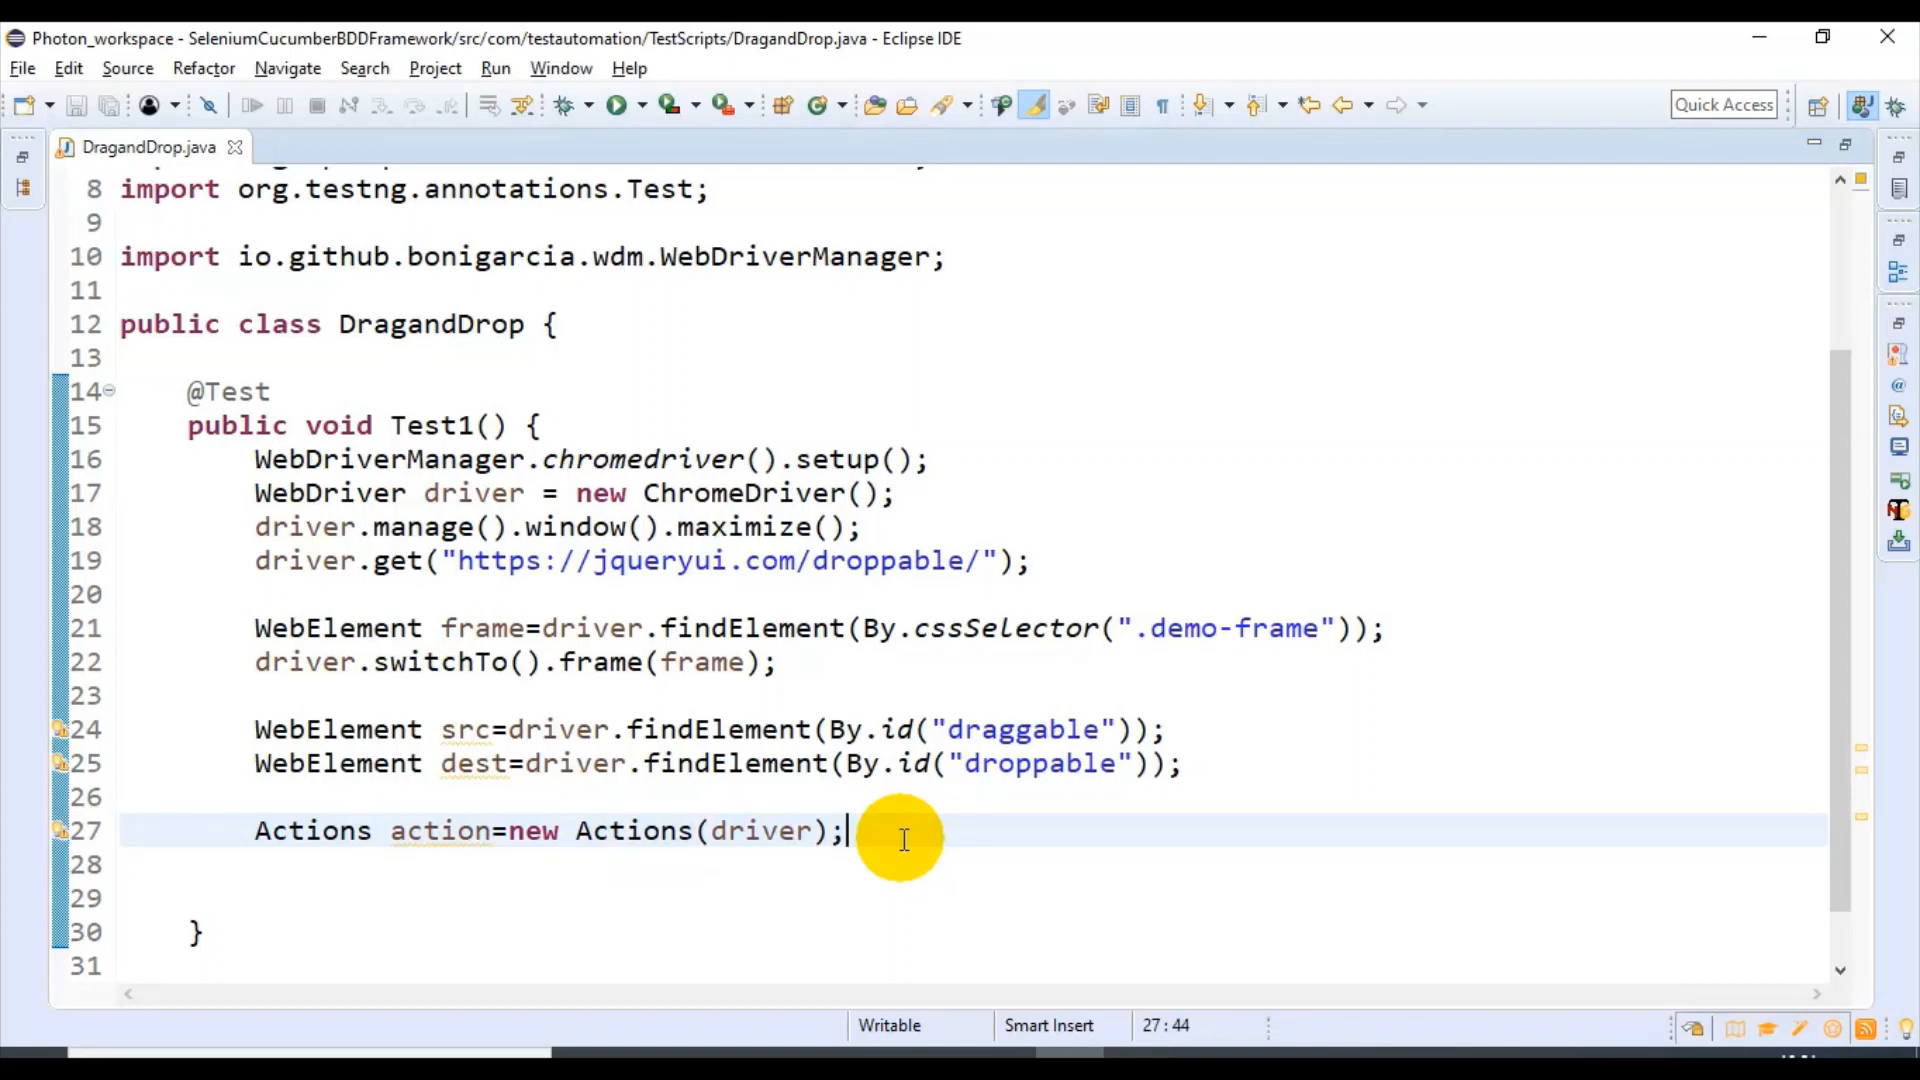 Photon_workspace - SeleniumCucumberBDDFramework/src/com/testautomation/TestScripts/DragandDrop.java - Eclipse IDE
File Edit Source Refactor Navigate Search Project Run Window Help
Quick Access
DragandDrop.java
8 import org.testng.annotations.Test;
9
10 import io.github.bonigarcia.wdm.WebDriverManager;
11
12 public class DragandDrop {
13
14 @Test
15 public void Test1() {
16 WebDriverManager.chromedriver().setup();
17 WebDriver driver = new ChromeDriver();
18 driver.manage().window().maximize();
19 driver.get("https://jqueryui.com/droppable/");
20
21 WebElement frame=driver.findElement(By.cssSelector(".demo-frame"));
22 driver.switchTo().frame(frame);
23
24 WebElement src=driver.findElement(By.id("draggable"));
25 WebElement dest=driver.findElement(By.id("droppable"));
26
27 Actions action=new Actions(driver);
28
29
30 }
31
Writable Smart Insert 27 : 44